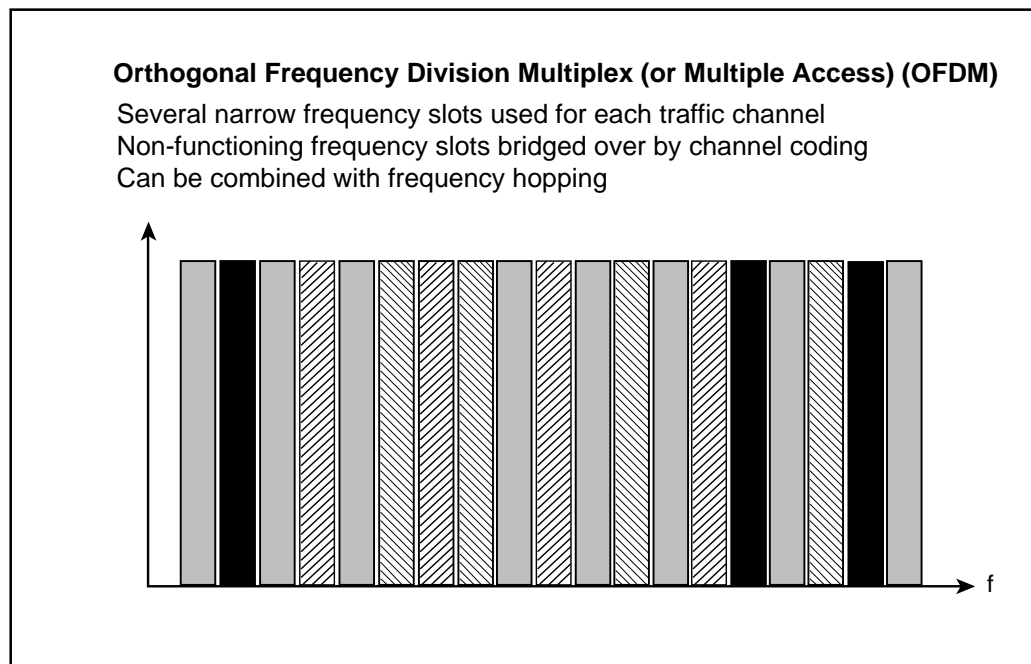 Orthogonal Frequency Division Multiplex (or Multiple Access) (OFDM)
Several narrow frequency slots used for each traffic channel
Non-functioning frequency slots bridged over by channel coding
Can be combined with frequency hopping
f